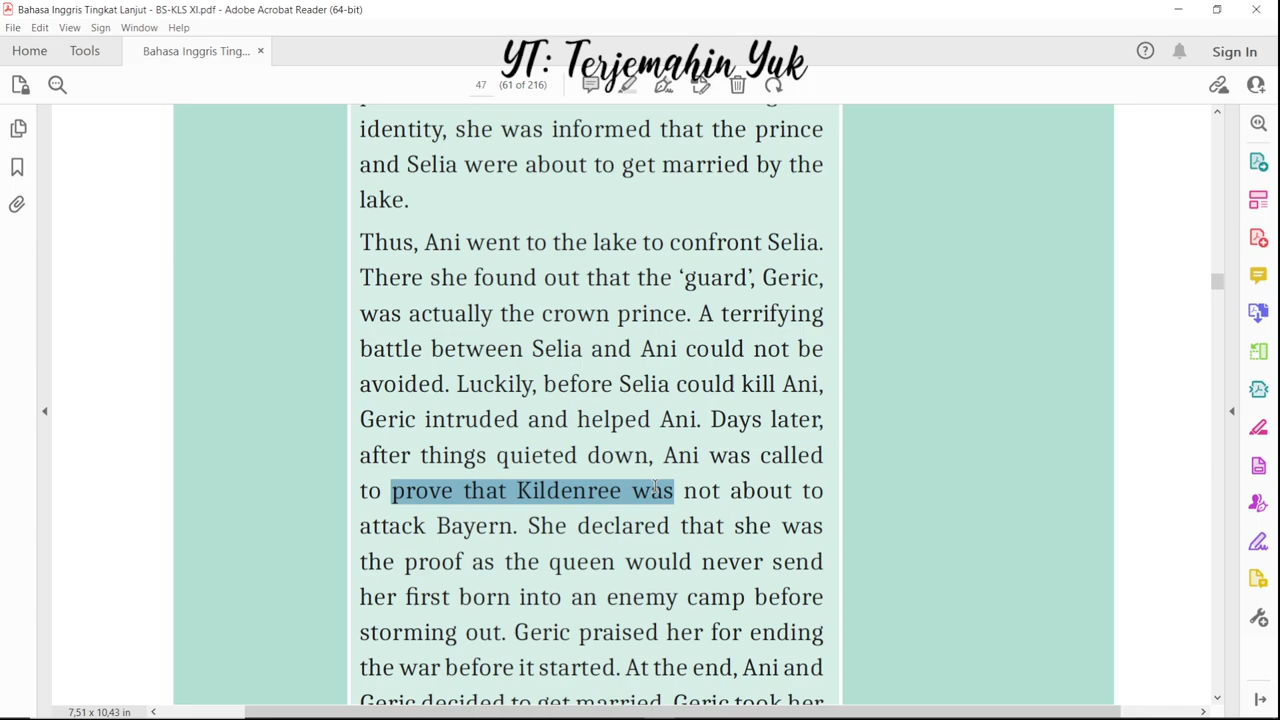 Bahasa Inggris Tingkat Lanjut - BS-KLS XI.pdf - Adobe Acrobat Reader (64-bit)
File Edit View Sign Window Help
Home Tools Bahasa Inggris Ting... × Sign In
YT: Terjemahin Yuk
47 (61 of 216)
identity, she was informed that the prince
and Selia were about to get married by the
lake.
Thus, Ani went to the lake to confront Selia.
There she found out that the ‘guard’, Geric,
was actually the crown prince. A terrifying
battle between Selia and Ani could not be
avoided. Luckily, before Selia could kill Ani,
Geric intruded and helped Ani. Days later,
after things quieted down, Ani was called
to prove that Kildenree was not about to
attack Bayern. She declared that she was
the proof as the queen would never send
her first born into an enemy camp before
storming out. Geric praised her for ending
the war before it started. At the end, Ani and
Geric decided to get married. Geric took her
7,51 x 10,43 in